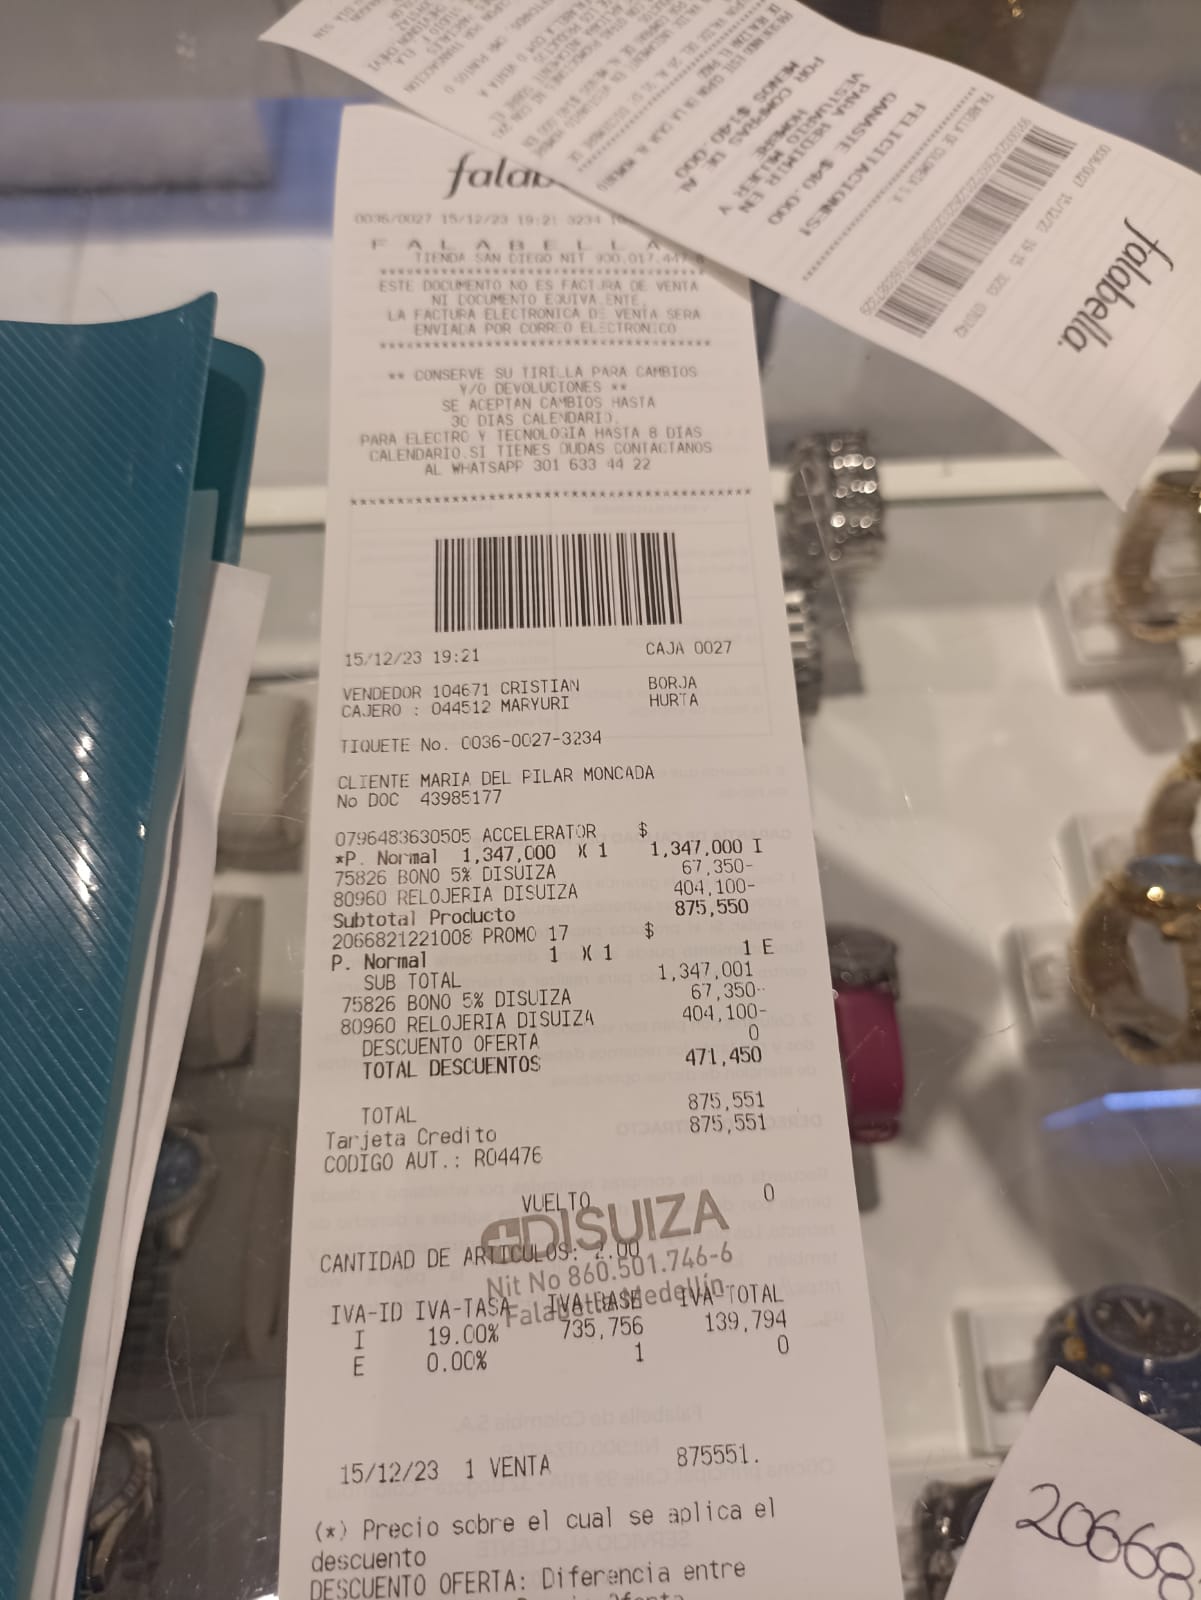 falab
0036/0027 15/12/23 19:21 3234
F A L A B E L L A
TIENDA SAN DIEGO NIT 900.017.447-8
ESTE DOCUMENTO NO ES FACTURA DE VENTA
NI DOCUMENTO EQUIVALENTE.
LA FACTURA ELECTRONICA DE VENTA SERA
ENVIADA POR CORREO ELECTRONICO
** CONSERVE SU TIRILLA PARA CAMBIOS
Y/O DEVOLUCIONES **
SE ACEPTAN CAMBIOS HASTA
30 DIAS CALENDARIO.
PARA ELECTRO Y TECNOLOGIA HASTA 8 DIAS
CALENDARIO.SI TIENES DUDAS CONTACTANOS
AL WHATSAPP 301 633 44 22
15/12/23 19:21 CAJA 0027
VENDEDOR 104671 CRISTIAN BORJA
CAJERO : 044512 MARYURI HURTA
TIQUETE No. 0036-0027-3234
CLIENTE MARIA DEL PILAR MONCADA
No DOC 43985177
0796483630505 ACCELERATOR $
*P. Normal 1,347,000 X 1 1,347,000 I
75826 BONO 5% DISUIZA 67,350-
80960 RELOJERIA DISUIZA 404,100-
Subtotal Producto 875,550
2066821221008 PROMO 17 $
P. Normal 1 X 1 1 E
SUB TOTAL 1,347,001
75826 BONO 5% DISUIZA 67,350-
80960 RELOJERIA DISUIZA 404,100-
DESCUENTO OFERTA 0
TOTAL DESCUENTOS 471,450
TOTAL 875,551
Tarjeta Credito 875,551
CODIGO AUT.: R04476
VUELTO 0
DISUIZA
CANTIDAD DE ARTICULOS: 2.00
Nit No 860.501.746-6
Falabella Medellín
IVA-ID IVA-TASA IVA-BASE IVA-TOTAL
I 19.00% 735,756 139,794
E 0.00% 1 0
15/12/23 1 VENTA 875551.
(*) Precio sobre el cual se aplica el
descuento
DESCUENTO OFERTA: Diferencia entre
falabella.
FALABELLA DE COLOMBIA S.A.
FELICITACIONES!
GANASTE $40.000
PARA REDIMIR EN
VESTUARIO MUJER Y
HOMBRE
POR COMPRAS DE AL
MENOS $140.000
20668